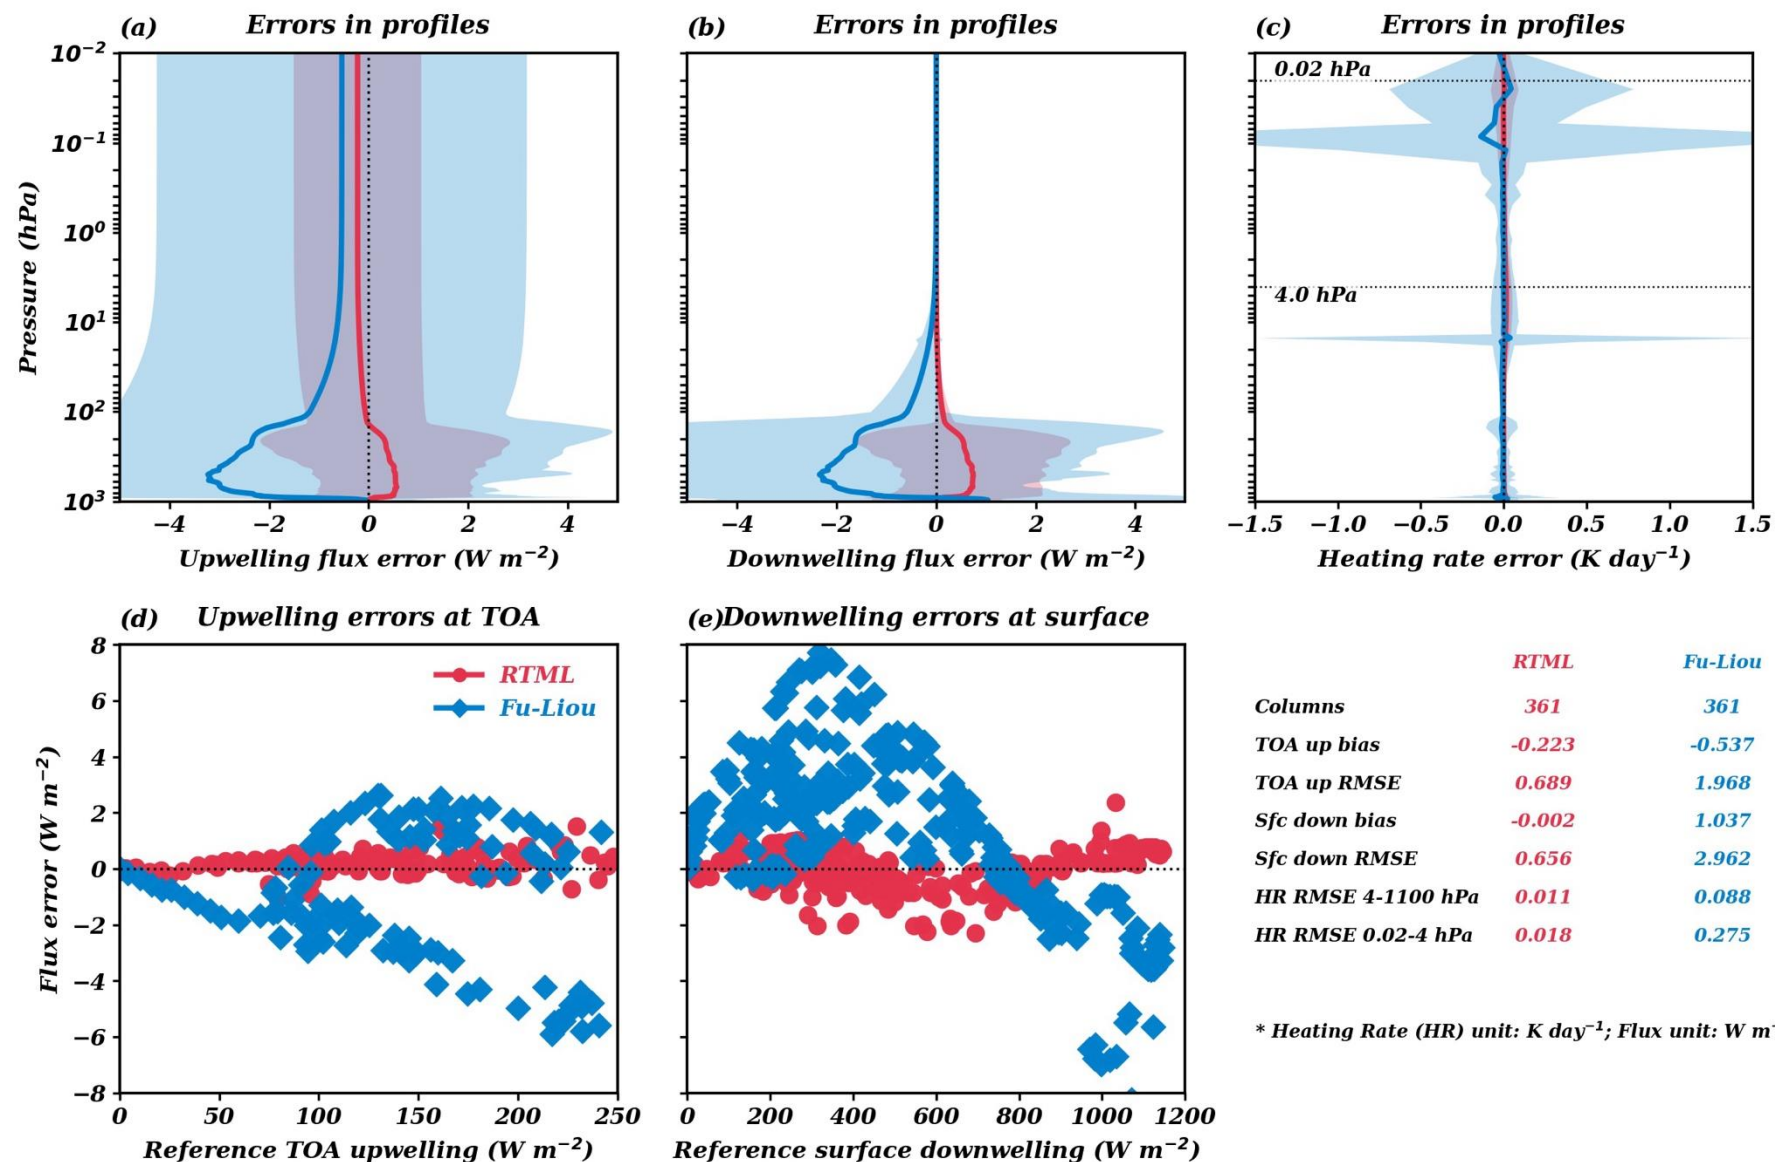 (a) Errors in profiles
(b) Errors in profiles
(c) Errors in profiles
10⁻²
10⁻¹
10⁰
10¹
10²
10³
Pressure (hPa)
−4 −2 0 2 4
Upwelling flux error (W m⁻²)
−4 −2 0 2 4
Downwelling flux error (W m⁻²)
0.02 hPa
4.0 hPa
−1.5 −1.0 −0.5 0.0 0.5 1.0 1.5
Heating rate error (K day⁻¹)
(d) Upwelling errors at TOA
(e)Downwelling errors at surface
8
6
4
2
0
−2
−4
−6
−8
Flux error (W m⁻²)
RTML
Fu-Liou
0 50 100 150 200 250
Reference TOA upwelling (W m⁻²)
0 200 400 600 800 1000 1200
Reference surface downwelling (W m⁻²)
RTML Fu-Liou
Columns 361 361
TOA up bias -0.223 -0.537
TOA up RMSE 0.689 1.968
Sfc down bias -0.002 1.037
Sfc down RMSE 0.656 2.962
HR RMSE 4-1100 hPa 0.011 0.088
HR RMSE 0.02-4 hPa 0.018 0.275
* Heating Rate (HR) unit: K day⁻¹; Flux unit: W m⁻